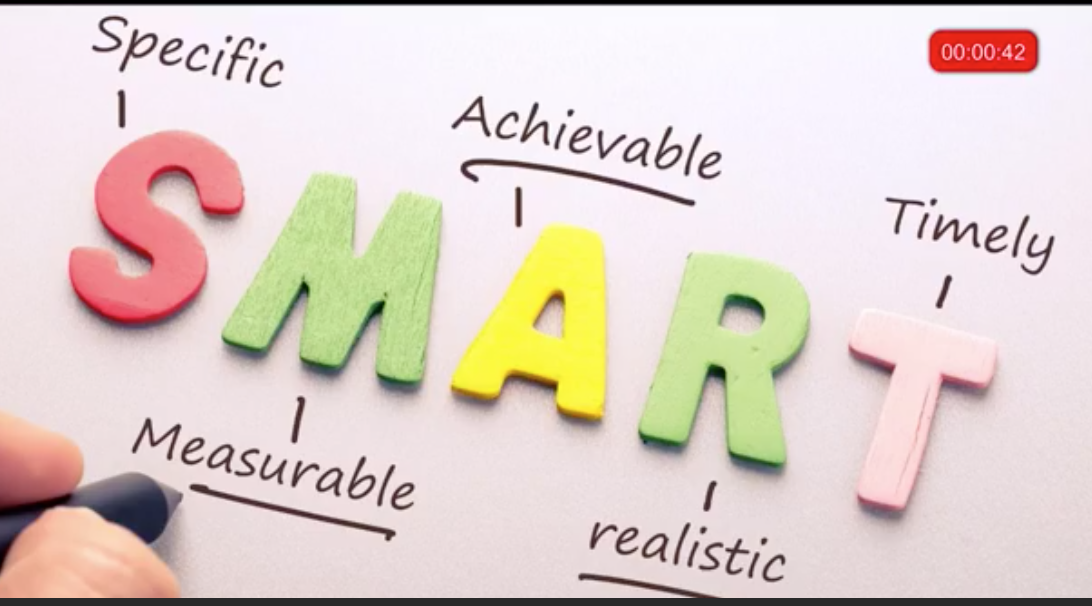 Specific
00:00:42
Achievable
Timely
SMART
Measurable
realistic